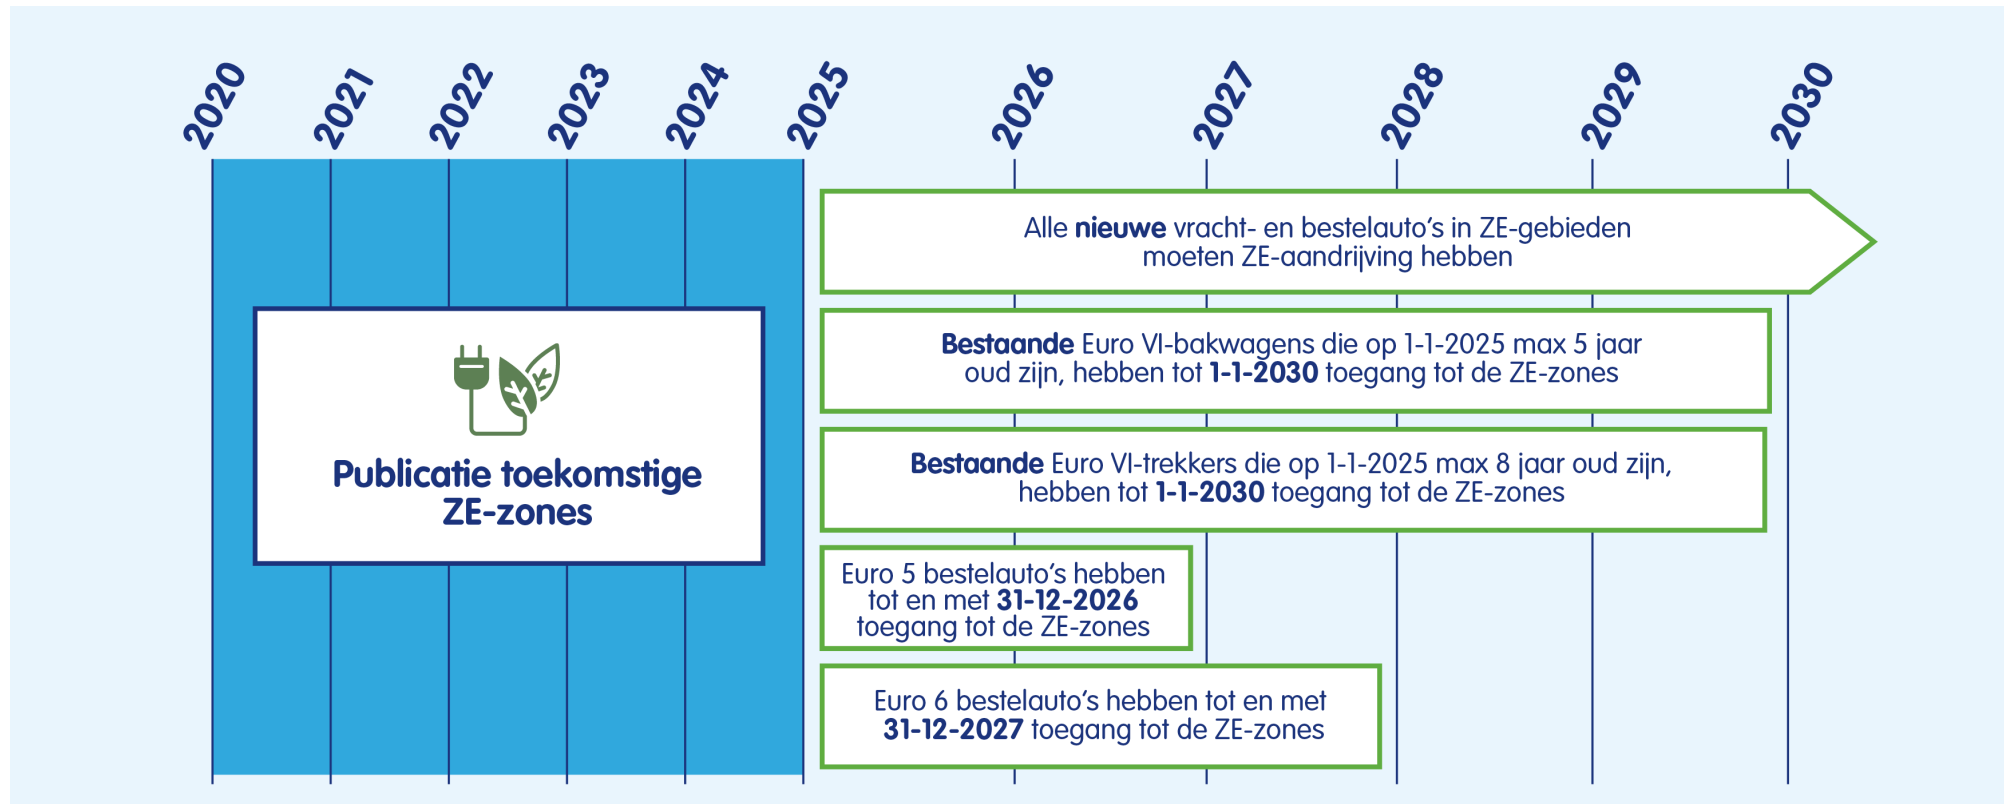 2020
2021
2022
2023
2024
2025
2026
2027
2028
2029
2030
Publicatie toekomstige
ZE-zones
Alle nieuwe vracht- en bestelauto's in ZE-gebieden
moeten ZE-aandrijving hebben
Bestaande Euro VI-bakwagens die op 1-1-2025 max 5 jaar
oud zijn, hebben tot 1-1-2030 toegang tot de ZE-zones
Bestaande Euro VI-trekkers die op 1-1-2025 max 8 jaar oud zijn,
hebben tot 1-1-2030 toegang tot de ZE-zones
Euro 5 bestelauto's hebben
tot en met 31-12-2026
toegang tot de ZE-zones
Euro 6 bestelauto's hebben tot en met
31-12-2027 toegang tot de ZE-zones